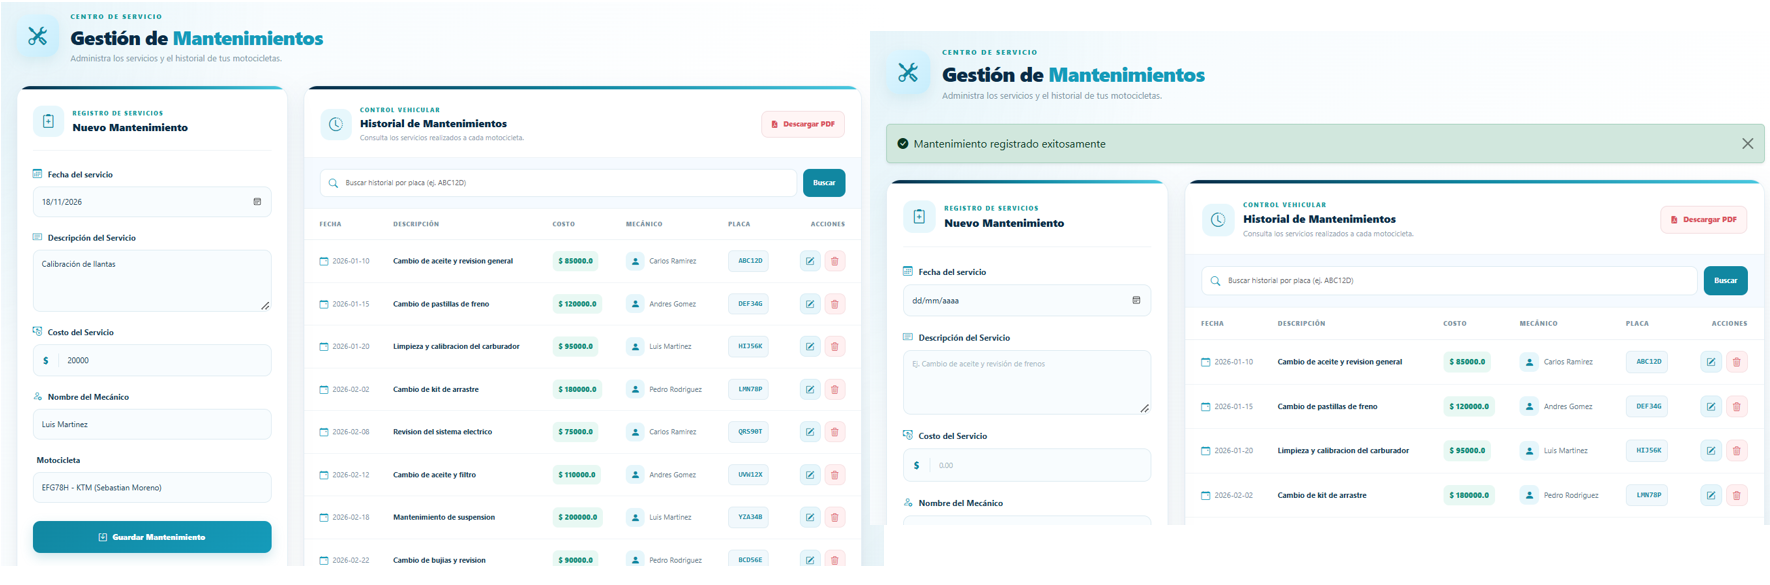 CENTRO DE SERVICIO
Gestión de Mantenimientos
Administra los servicios y el historial de tus motocicletas.
REGISTRO DE SERVICIOS
Nuevo Mantenimiento
Fecha del servicio
18/11/2026
Descripción del Servicio
Calibración de llantas
Costo del Servicio
$ 20000
Nombre del Mecánico
Luis Martinez
Motocicleta
EFG78H - KTM (Sebastian Moreno)
Guardar Mantenimiento
CONTROL VEHICULAR
Historial de Mantenimientos
Consulta los servicios realizados a cada motocicleta.
Descargar PDF
Buscar historial por placa (ej. ABC12D)
Buscar
FECHA DESCRIPCIÓN COSTO MECÁNICO PLACA ACCIONES
2026-01-10 Cambio de aceite y revision general $ 85000.0 Carlos Ramirez ABC12D
2026-01-15 Cambio de pastillas de freno $ 120000.0 Andres Gomez DEF34G
2026-01-20 Limpieza y calibracion del carburador $ 95000.0 Luis Martinez HIJ56K
2026-02-02 Cambio de kit de arrastre $ 180000.0 Pedro Rodriguez LMN78P
2026-02-08 Revision del sistema electrico $ 75000.0 Carlos Ramirez QRS90T
2026-02-12 Cambio de aceite y filtro $ 110000.0 Andres Gomez UVW12X
2026-02-18 Mantenimiento de suspension $ 200000.0 Luis Martinez YZA34B
2026-02-22 Cambio de bujias y revision $ 90000.0 Pedro Rodriguez BCD56E
CENTRO DE SERVICIO
Gestión de Mantenimientos
Administra los servicios y el historial de tus motocicletas.
Mantenimiento registrado exitosamente
REGISTRO DE SERVICIOS
Nuevo Mantenimiento
Fecha del servicio
dd/mm/aaaa
Descripción del Servicio
Ej. Cambio de aceite y revisión de frenos
Costo del Servicio
$ 0.00
Nombre del Mecánico
CONTROL VEHICULAR
Historial de Mantenimientos
Consulta los servicios realizados a cada motocicleta.
Descargar PDF
Buscar historial por placa (ej. ABC12D)
Buscar
FECHA DESCRIPCIÓN COSTO MECÁNICO PLACA ACCIONES
2026-01-10 Cambio de aceite y revision general $ 85000.0 Carlos Ramirez ABC12D
2026-01-15 Cambio de pastillas de freno $ 120000.0 Andres Gomez DEF34G
2026-01-20 Limpieza y calibracion del carburador $ 95000.0 Luis Martinez HIJ56K
2026-02-02 Cambio de kit de arrastre $ 180000.0 Pedro Rodriguez LMN78P